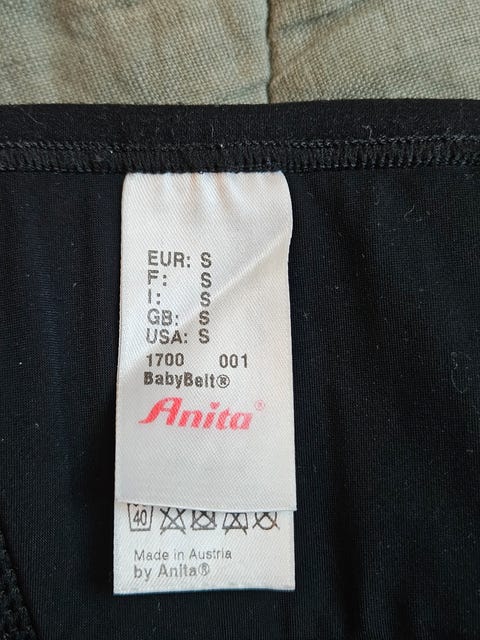 EUR: S
F: S
I: S
GB: S
USA: S
1700 001
BabyBelt®
Anita®
40
Made in Austria
by Anita®